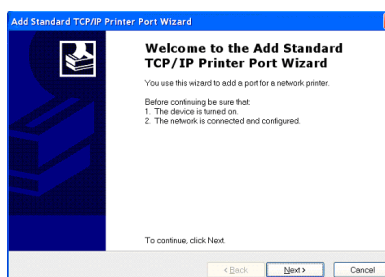 Add Standard TCP/IP Printer Port Wizard
Welcome to the Add Standard
TCP/IP Printer Port Wizard
You use this wizard to add a port for a network printer.
Before continuing be sure that:
1. The device is turned on.
2. The network is connected and configured.
To continue, click Next.
< Back
Next >
Cancel